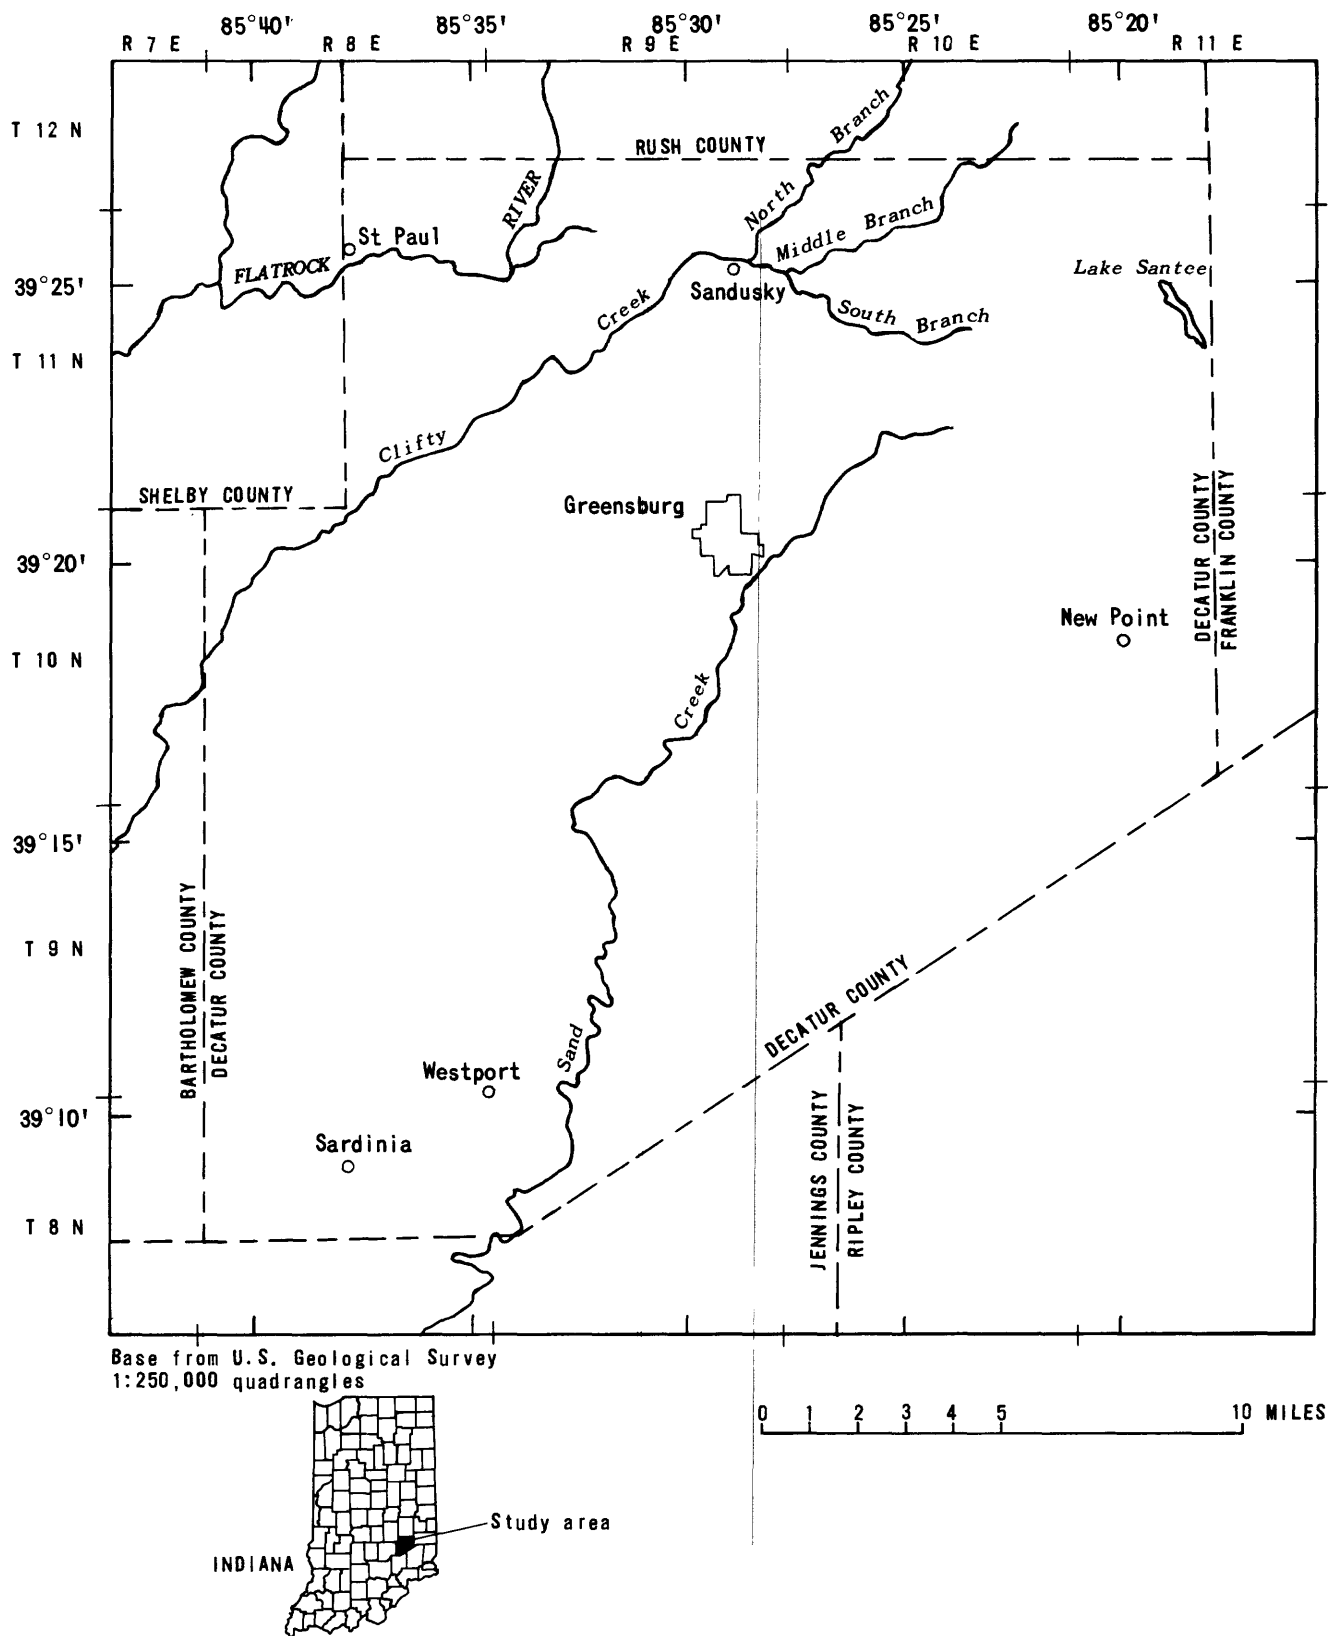 85°40' 85°35' 85°30' 85°25' 85°20'
R 7 E R 8 E R 9 E R 10 E R 11 E
T 12 N
Branch
RUSH COUNTY
RIVER
North
Middle Branch
St Paul
FLATROCK
39°25'
Sandusky
Lake Santee
Creek
South Branch
T 11 N
Clifty
SHELBY COUNTY
Greensburg
DECATUR COUNTY
FRANKLIN COUNTY
39°20'
New Point
T 10 N
Creek
39°15'
BARTHOLOMEW COUNTY
DECATUR COUNTY
T 9 N
DECATUR COUNTY
Sand
Westport
39°10'
JENNINGS COUNTY
RIPLEY COUNTY
Sardinia
T 8 N
Base from U.S. Geological Survey
1:250,000 quadrangles
0 1 2 3 4 5 10 MILES
Study area
INDIANA